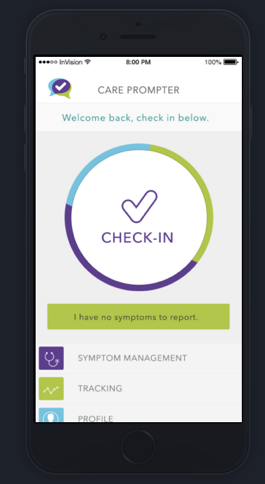 InVision 8:00 PM 100%
CARE PROMPTER
Welcome back, check in below.
CHECK-IN
I have no symptoms to report.
SYMPTOM MANAGEMENT
TRACKING
PROFILE